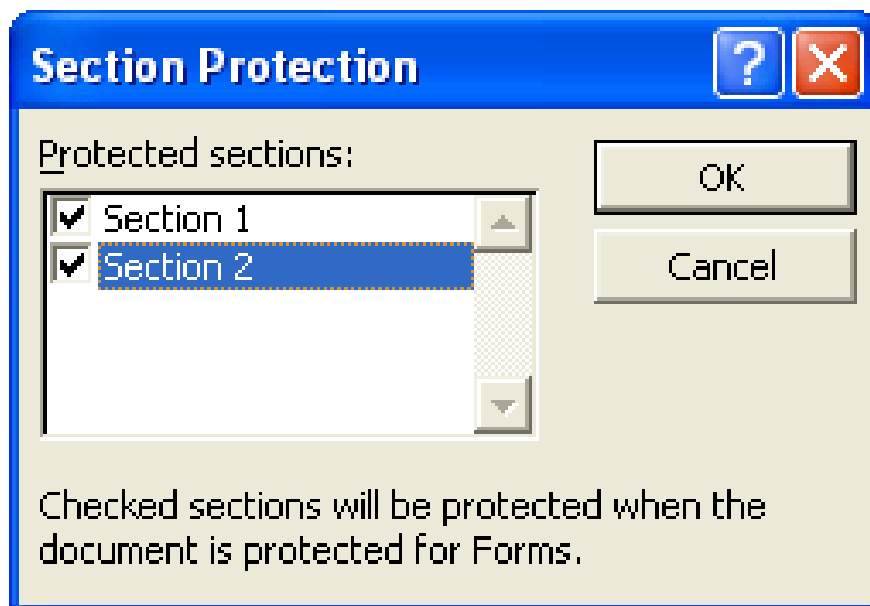 Section Protection
Protected sections:
OK
Section 1
Section 2
Cancel
Checked sections will be protected when the
document is protected for Forms.